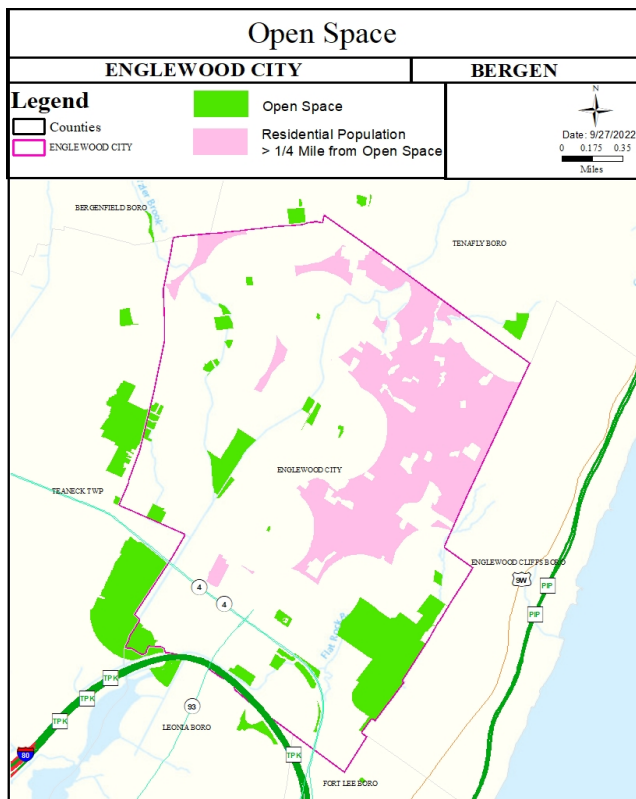 Open Space
ENGLEWOOD CITY
BERGEN
Legend
Counties
ENGLEWOOD CITY
Open Space
Residential Population
> 1/4 Mile from Open Space
N
Date: 9/27/2022
0 0.175 0.35
Miles
BERGENFIELD BORO
Brook
TENAFLY BORO
ENGLEWOOD CITY
TEANECK TWP
ENGLEWOOD CLIFFS BORO
9W
PIP
PIP
4
4
Flat Rock
TPK
TPK
TPK
80
93
LEONIA BORO
TPK
FORT LEE BORO